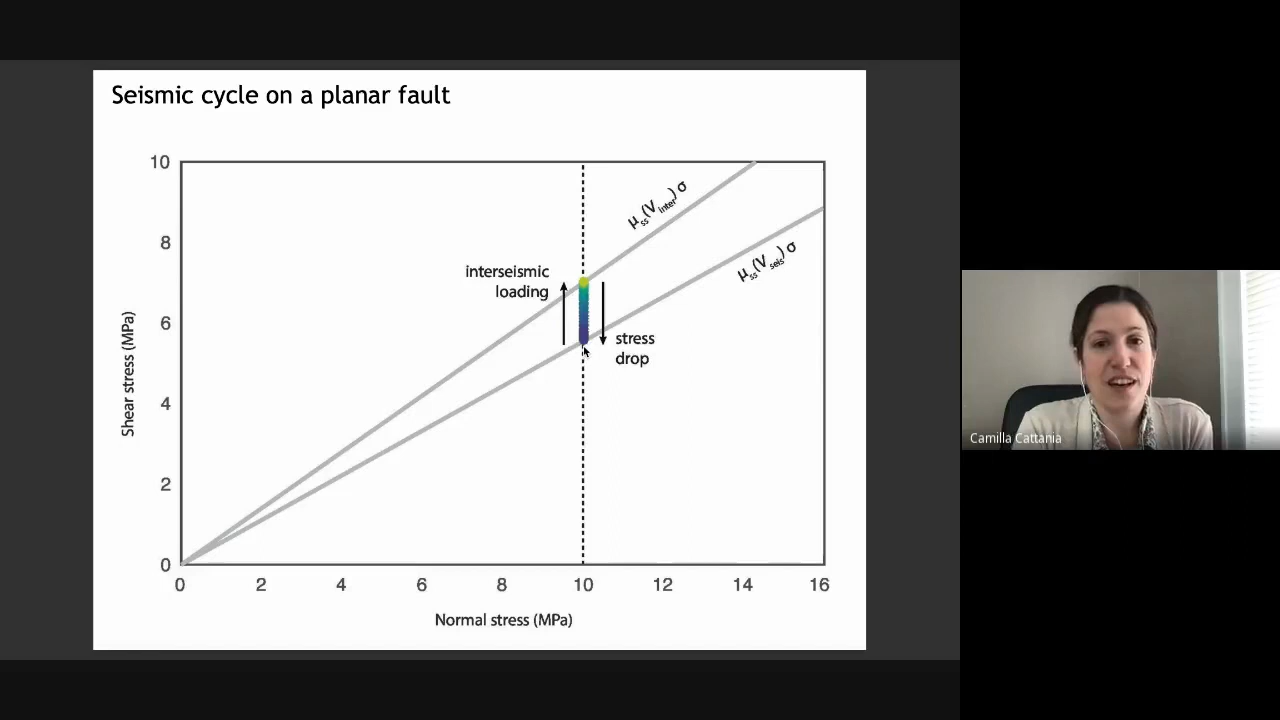 Seismic cycle on a planar fault
10
8
6
4
2
0
Shear stress (MPa)
μss(Vinter)σ
μss(Vseis)σ
interseismic
loading
stress
drop
0 2 4 6 8 10 12 14 16
Normal stress (MPa)
Camilla Cattania